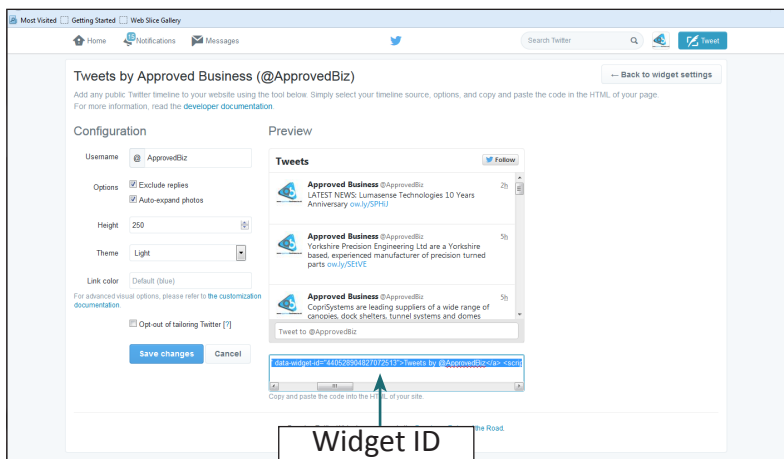 Most Visited Getting Started Web Slice Gallery
Home 15 Notifications Messages Search Twitter Tweet
Tweets by Approved Business (@ApprovedBiz)
← Back to widget settings
Add any public Twitter timeline to your website using the tool below. Simply select your timeline source, options, and copy and paste the code in the HTML of your page.
For more information, read the developer documentation.
Configuration
Username @ ApprovedBiz
Options Exclude replies
Auto-expand photos
Height 250
Theme Light
Link color Default (blue)
For advanced visual options, please refer to the customization
documentation.
Opt-out of tailoring Twitter [?]
Save changes Cancel
Preview
Tweets Follow
Approved Business @ApprovedBiz 2h
LATEST NEWS: Lumasense Technologies 10 Years
Anniversary ow.ly/SPHiJ
Approved Business @ApprovedBiz 5h
Yorkshire Precision Engineering Ltd are a Yorkshire
based, experienced manufacturer of precision turned
parts ow.ly/SEtVE
Approved Business @ApprovedBiz 5h
CopriSystems are leading suppliers of a wide range of
canopies, dock shelters, tunnel systems and domes
Tweet to @ApprovedBiz
data-widget-id="440528904827072513">Tweets by @ApprovedBiz</a> <scrip
Copy and paste the code into the HTML of your site.
the Road.
Widget ID